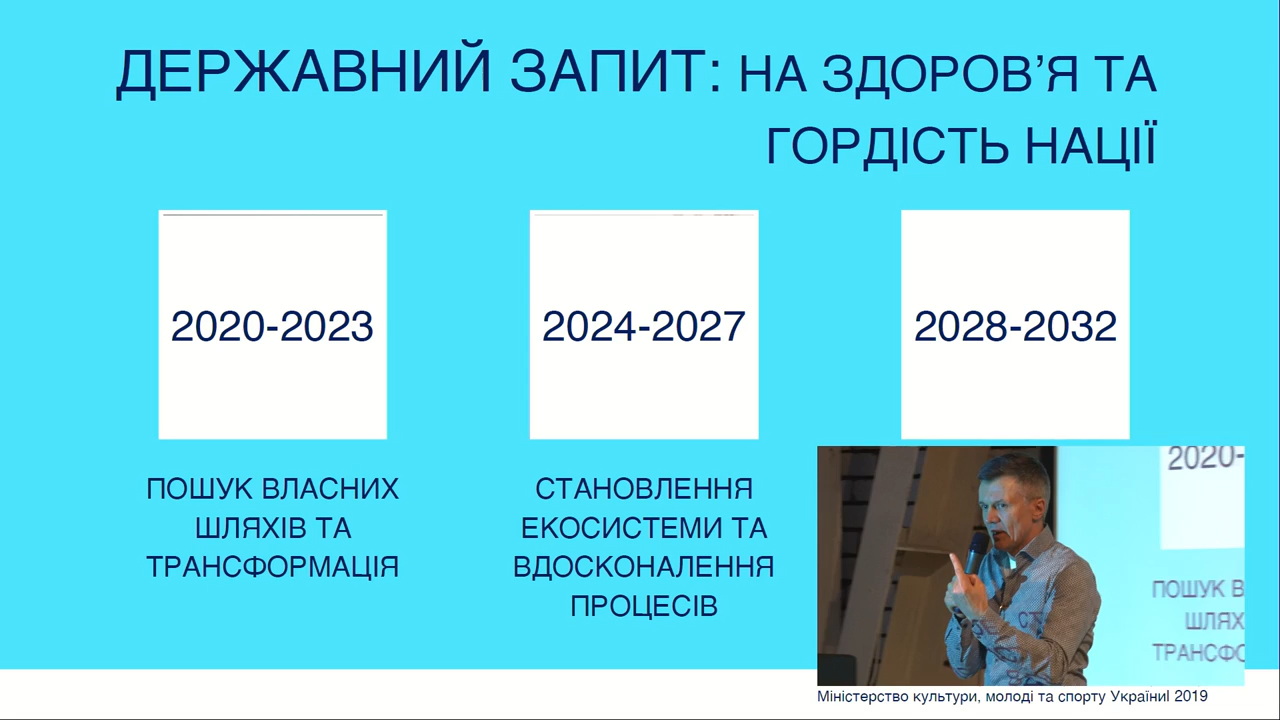 ДЕРЖАВНИЙ ЗАПИТ: НА ЗДОРОВ’Я ТА
ГОРДІСТЬ НАЦІЇ
2020-2023
2024-2027
2028-2032
ПОШУК ВЛАСНИХ
ШЛЯХІВ ТА
ТРАНСФОРМАЦІЯ
СТАНОВЛЕННЯ
ЕКОСИСТЕМИ ТА
ВДОСКОНАЛЕННЯ
ПРОЦЕСІВ
2020-
ПОШУК В
ШЛЯХ
ТРАНСФО
Міністерство культури, молоді та спорту УкраїниІ 2019